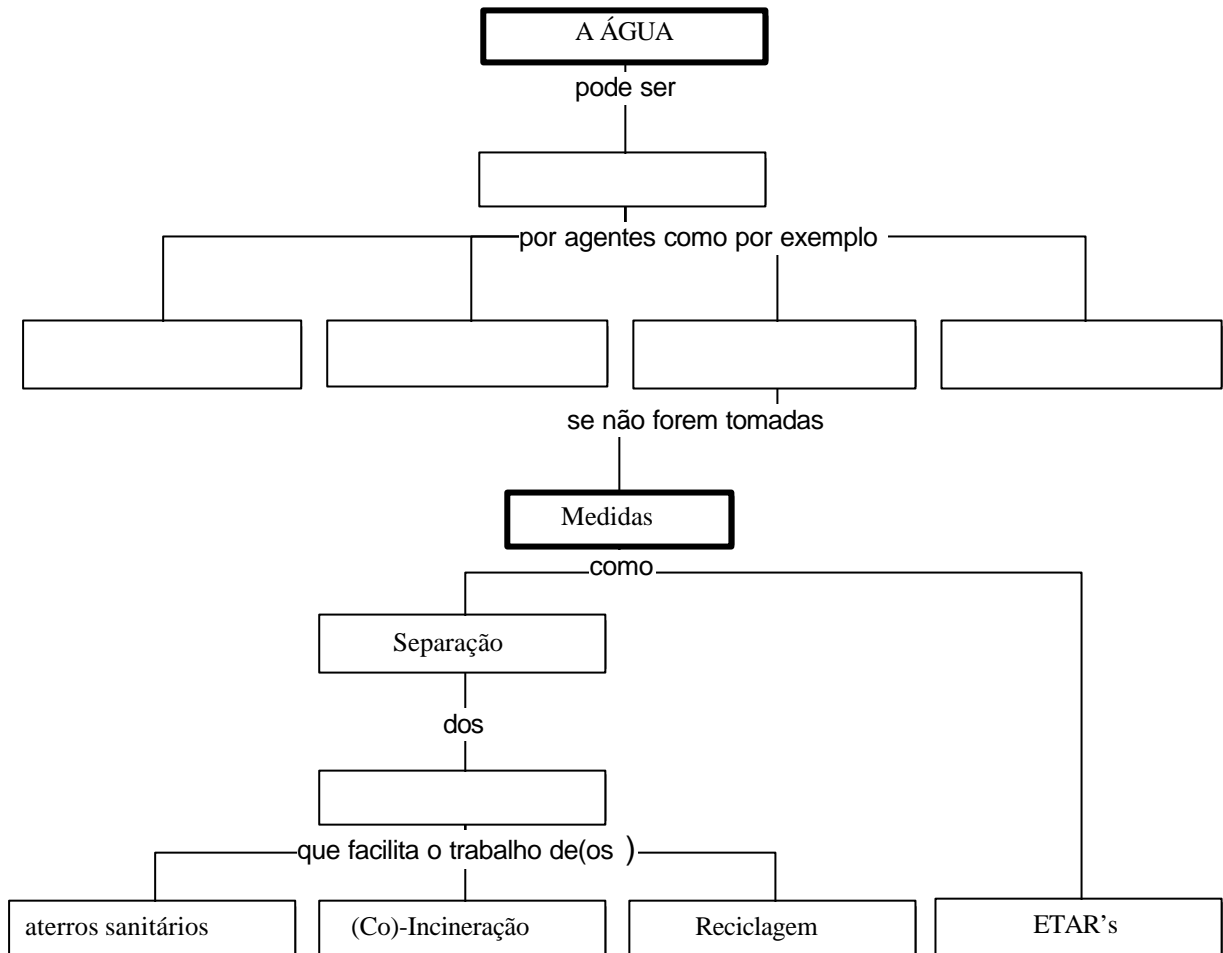 A ÁGUA
pode ser
por agentes como por exemplo
se não forem tomadas
Medidas
como
Separação
dos
que facilita o trabalho de(os )
aterros sanitários
(Co)-Incineração
Reciclagem
ETAR's